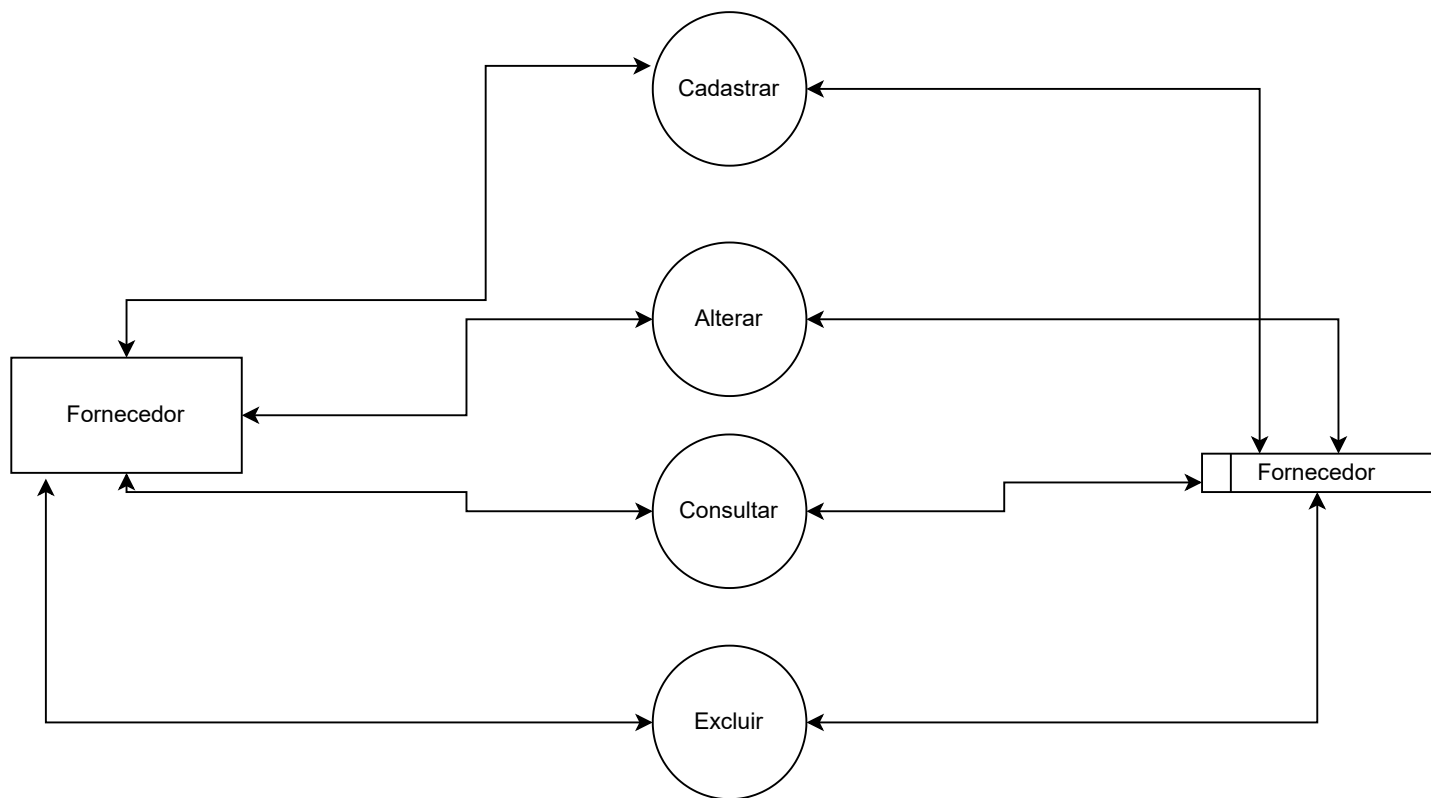 Cadastrar
Alterar
Fornecedor
Fornecedor
Consultar
Excluir